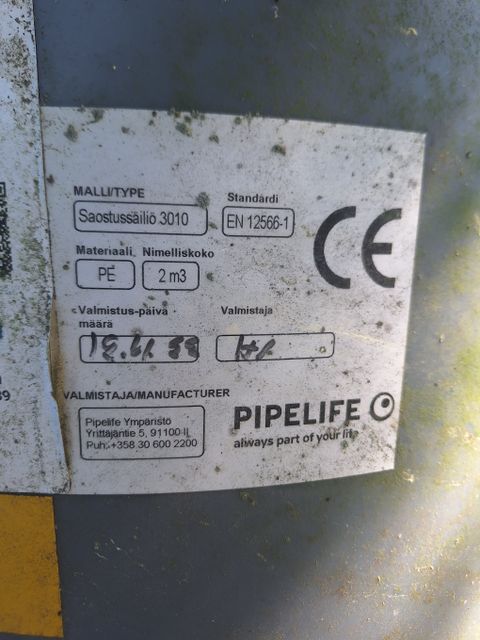 MALLI/TYPE
Saostussäiliö 3010
Standardi
EN 12566-1
Materiaali
PE
Nimelliskoko
2 m3
CE
Valmistus-päivä
määrä
Valmistaja
VALMISTAJA/MANUFACTURER
Pipelife Ympäristö
Yrittäjäntie 5, 91100 II
Puh. +358 30 600 2200
PIPELIFE
always part of your life